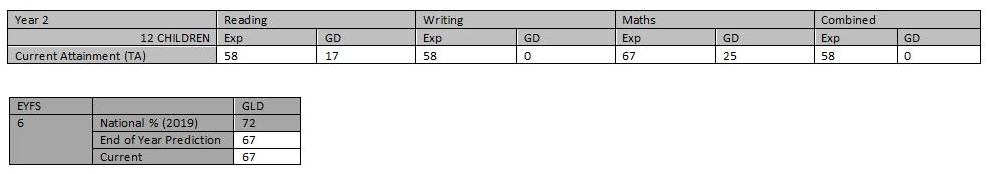 Year 2 Reading Writing Maths Combined
12 CHILDREN Exp GD Exp GD Exp GD Exp GD
Current Attainment (TA) 58 17 58 0 67 25 58 0
EYFS GLD
6 National % (2019) 72
End of Year Prediction 67
Current 67